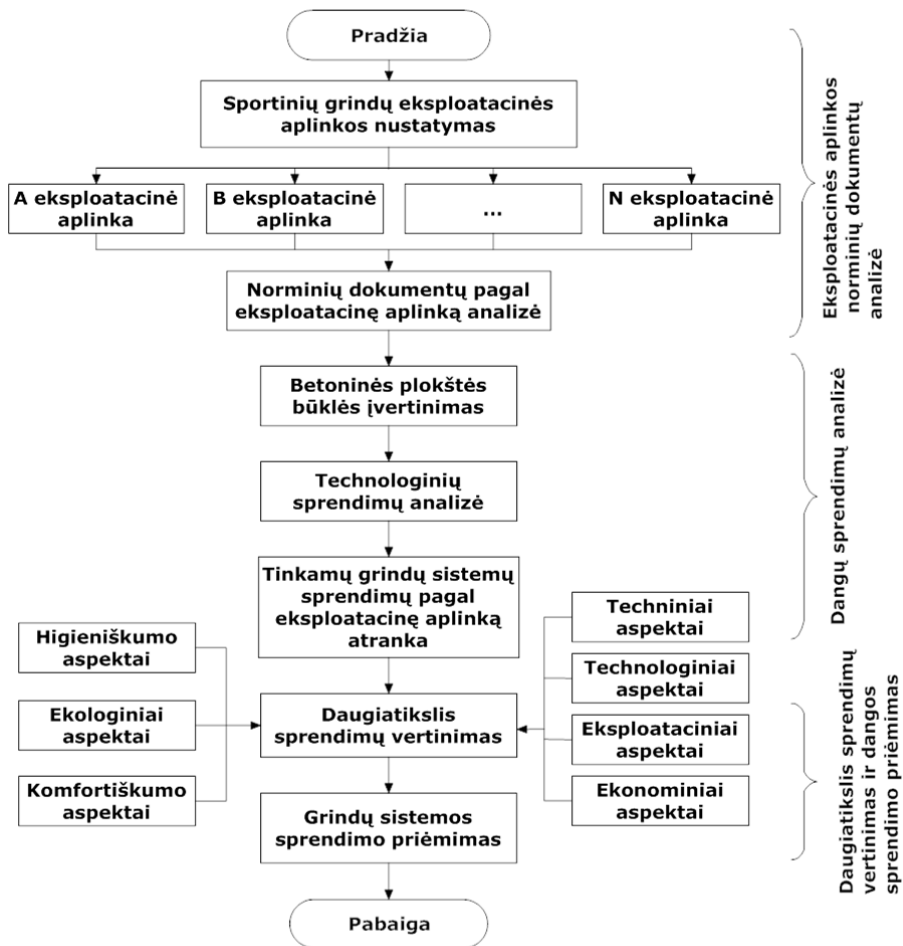 Pradžia
Sportinių grindų eksploatacinės
aplinkos nustatymas
A eksploatacinė
aplinka
B eksploatacinė
aplinka
...
N eksploatacinė
aplinka
Norminių dokumentų pagal
eksploatacinę aplinką analizė
Eksploatacinės aplinkos
norminių dokumentų
analizė
Betoninės plokštės
būklės įvertinimas
Technologinių
sprendimų analizė
Tinkamų grindų sistemų
sprendimų pagal
eksploatacinę aplinką
atranka
Dangų sprendimų analizė
Higieniškumo
aspektai
Ekologiniai
aspektai
Komfortiškumo
aspektai
Daugiatikslis
sprendimų vertinimas
Techniniai
aspektai
Technologiniai
aspektai
Eksploataciniai
aspektai
Ekonominiai
aspektai
Grindų sistemos
sprendimo priėmimas
Daugiatikslis sprendimų
vertinimas ir dangos
sprendimo priėmimas
Pabaiga